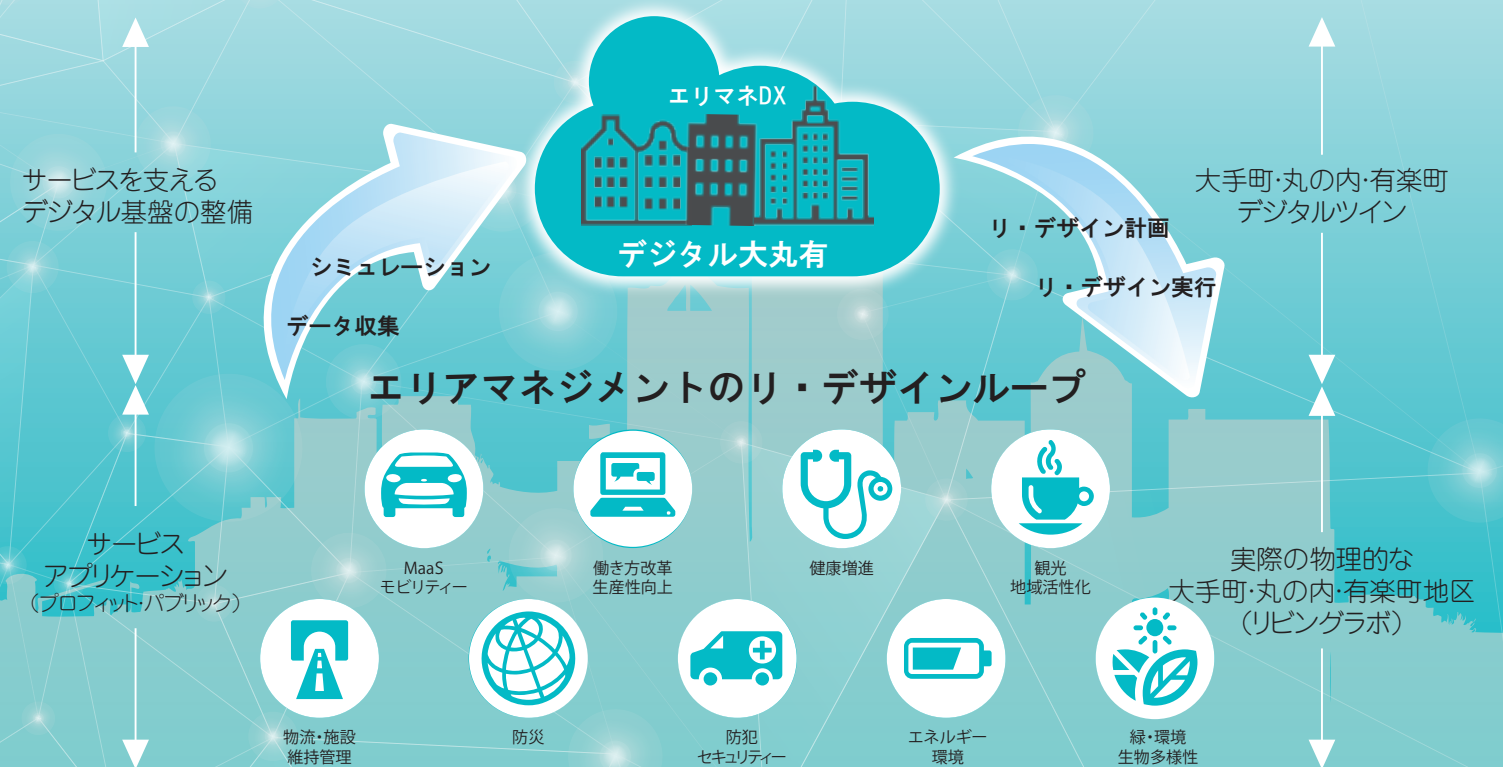 エリマネDX
デジタル大丸有
サービスを支える
デジタル基盤の整備
大手町・丸の内・有楽町
デジタルツイン
シミュレーション
データ収集
リ・デザイン計画
リ・デザイン実行
エリアマネジメントのリ・デザインループ
サービス
アプリケーション
（プロフィット・パブリック）
実際の物理的な
大手町・丸の内・有楽町地区
（リビングラボ）
MaaS
モビリティー
働き方改革
生産性向上
健康増進
観光
地域活性化
物流・施設
維持管理
防災
防犯
セキュリティー
エネルギー
環境
緑・環境
生物多様性